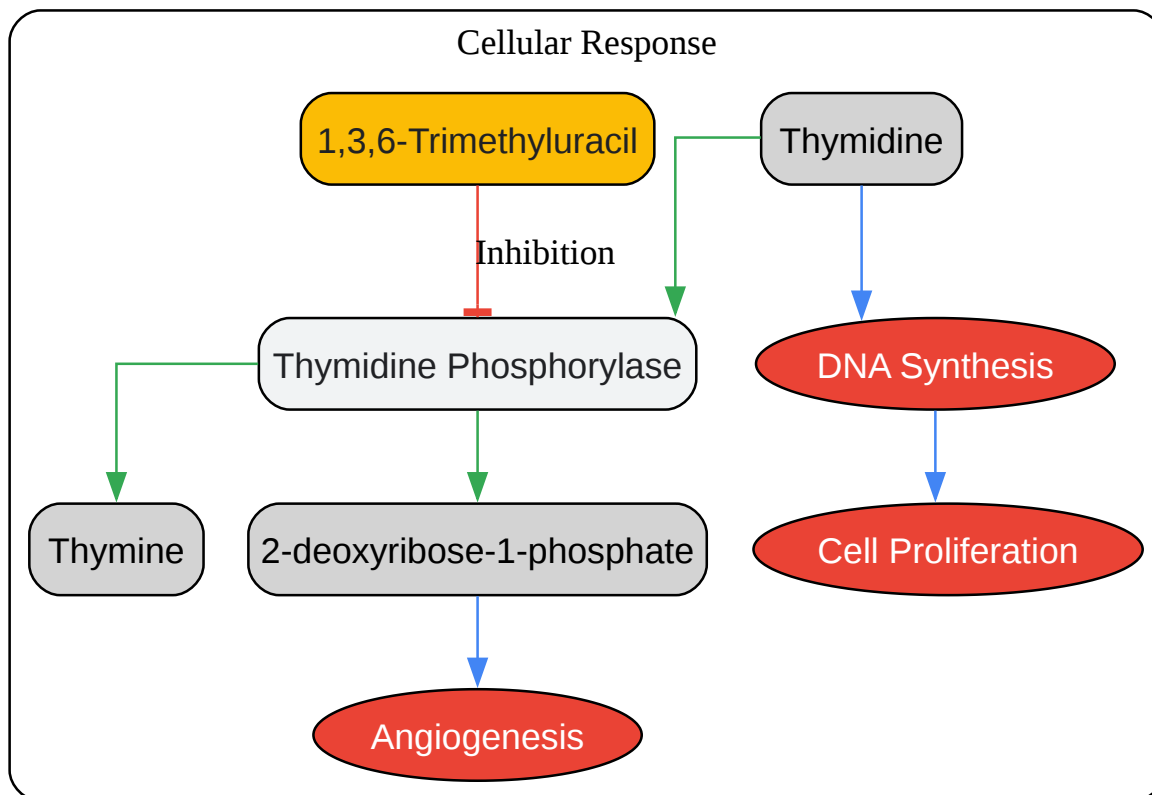 Cellular Response
1,3,6-Trimethyluracil
Thymidine
Inhibition
Thymidine Phosphorylase
DNA Synthesis
Thymine
2-deoxyribose-1-phosphate
Cell Proliferation
Angiogenesis